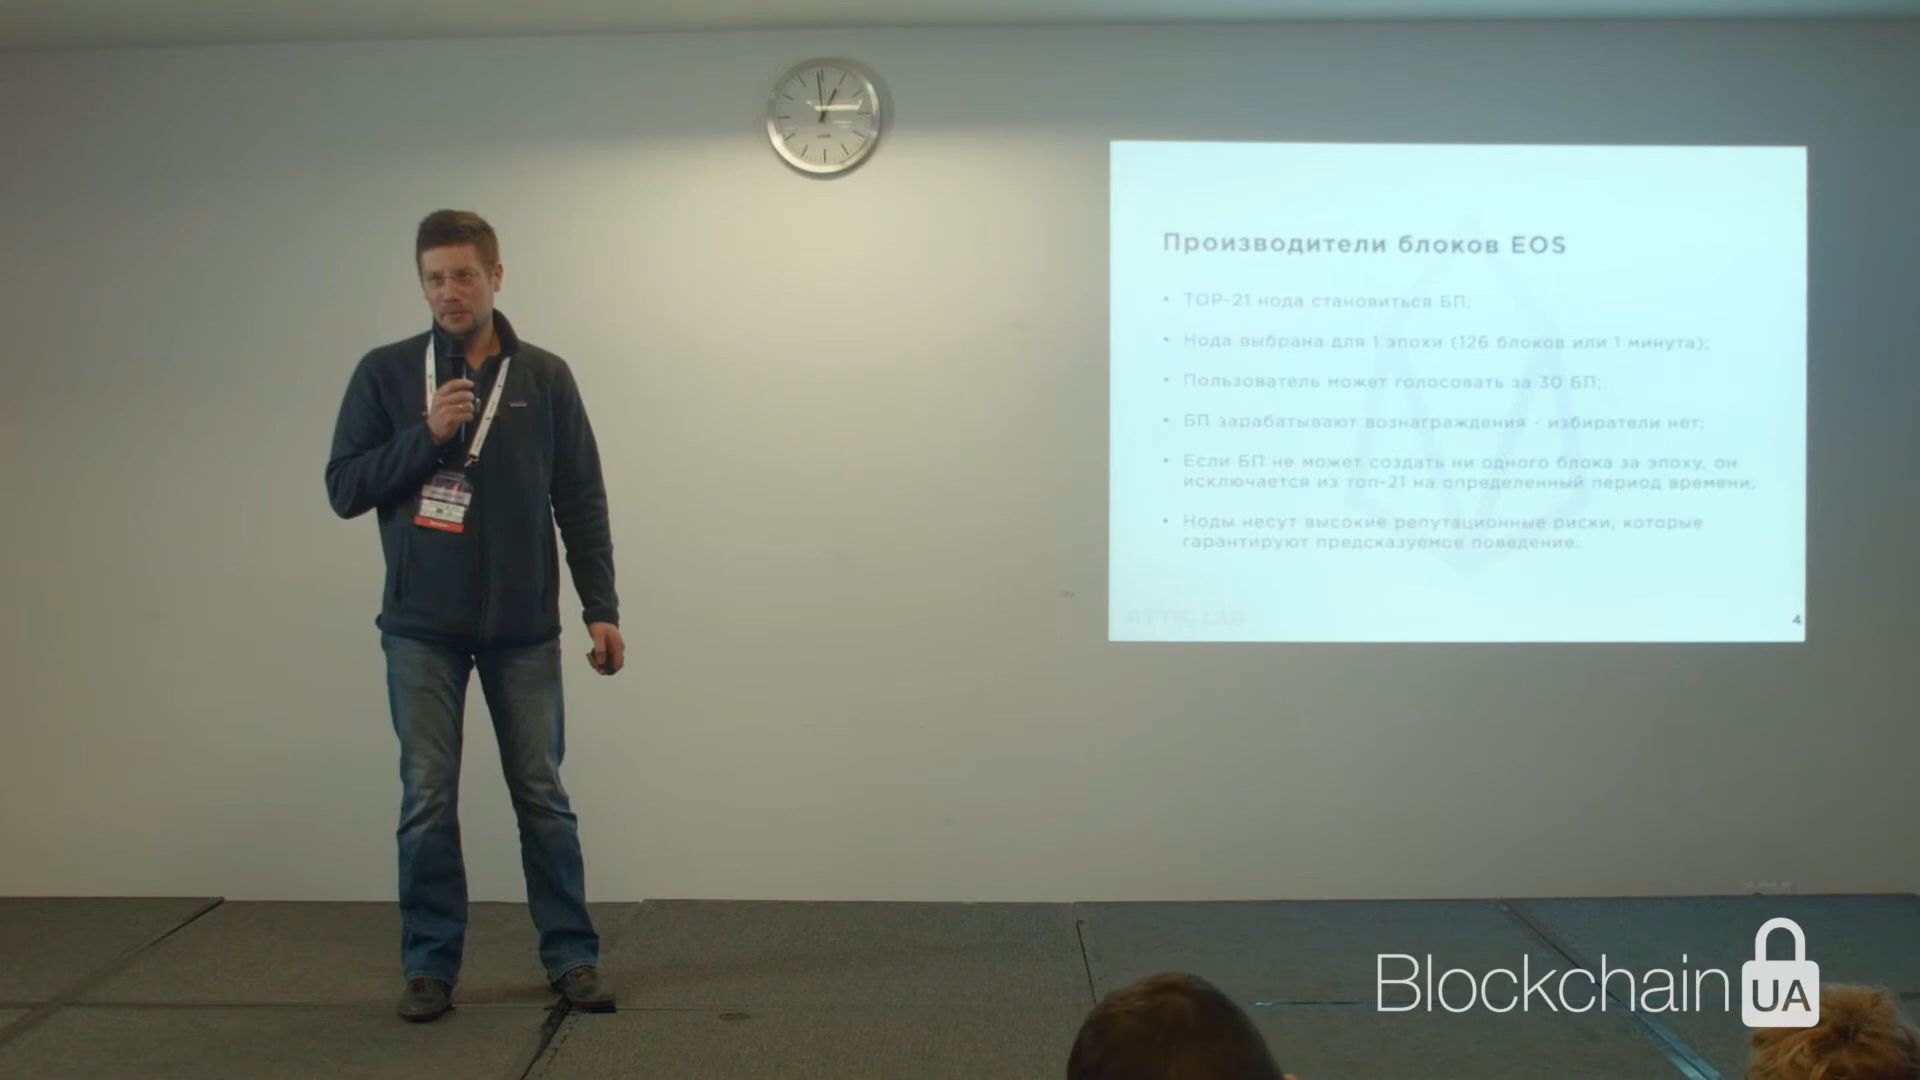 Производители блоков EOS
• TOP-21 нода становиться БП;
• Нода выбрана для 1 эпохи (126 блоков или 1 минута);
• Пользователь может голосовать за 30 БП;
• БП зарабатывают вознаграждения - избиратели нет;
• Если БП не может создать ни одного блока за эпоху, он
исключается из топ-21 на определенный период времени;
• Ноды несут высокие репутационные риски, которые
гарантируют предсказуемое поведение.
ATTIC LAB
4
Blockchain UA